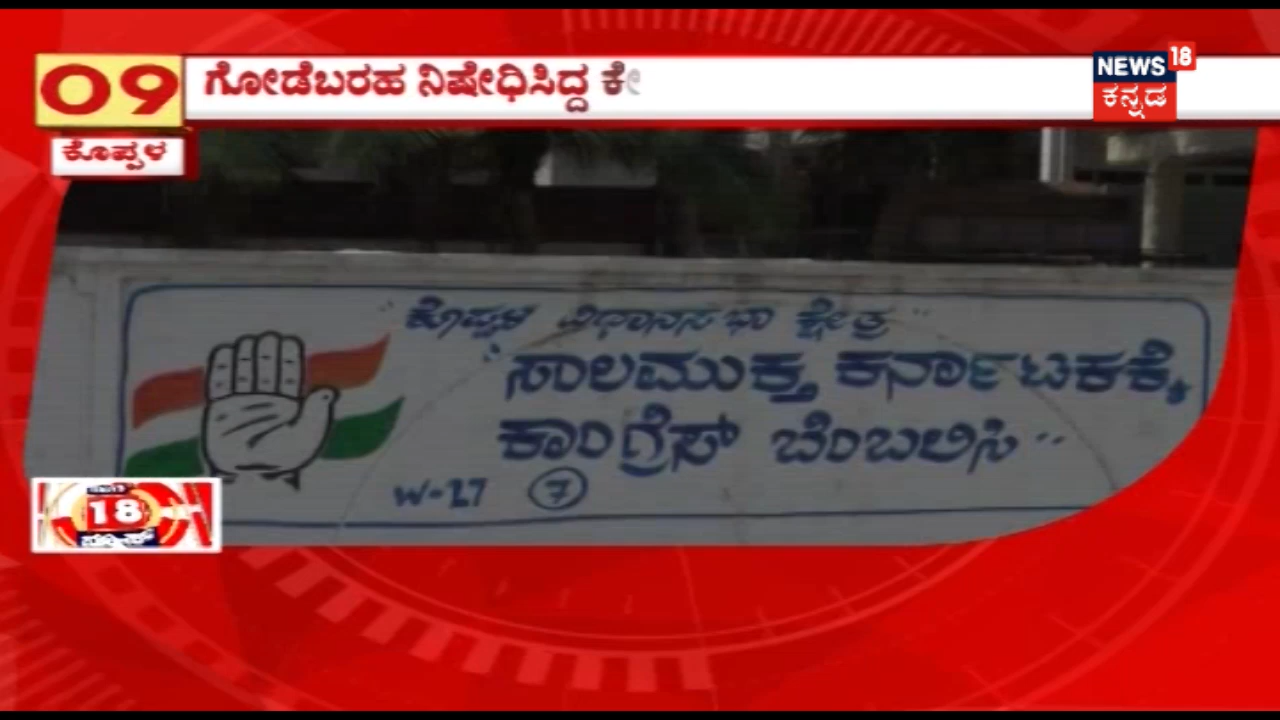 09
ಗೋಡೆಬರಹ ನಿಷೇಧಿಸಿದ್ದ ಕೇ
NEWS 18
ಕನ್ನಡ
ಕೊಪ್ಪಳ
" ಕೊಪ್ಪಳ ವಿಧಾನಸಭಾ ಕ್ಷೇತ್ರ "
" ಸಾಲಮುಕ್ತ ಕರ್ನಾಟಕಕ್ಕೆ
ಕಾಂಗ್ರೆಸ್ ಬೆಂಬಲಿಸಿ "
W-27 7
18